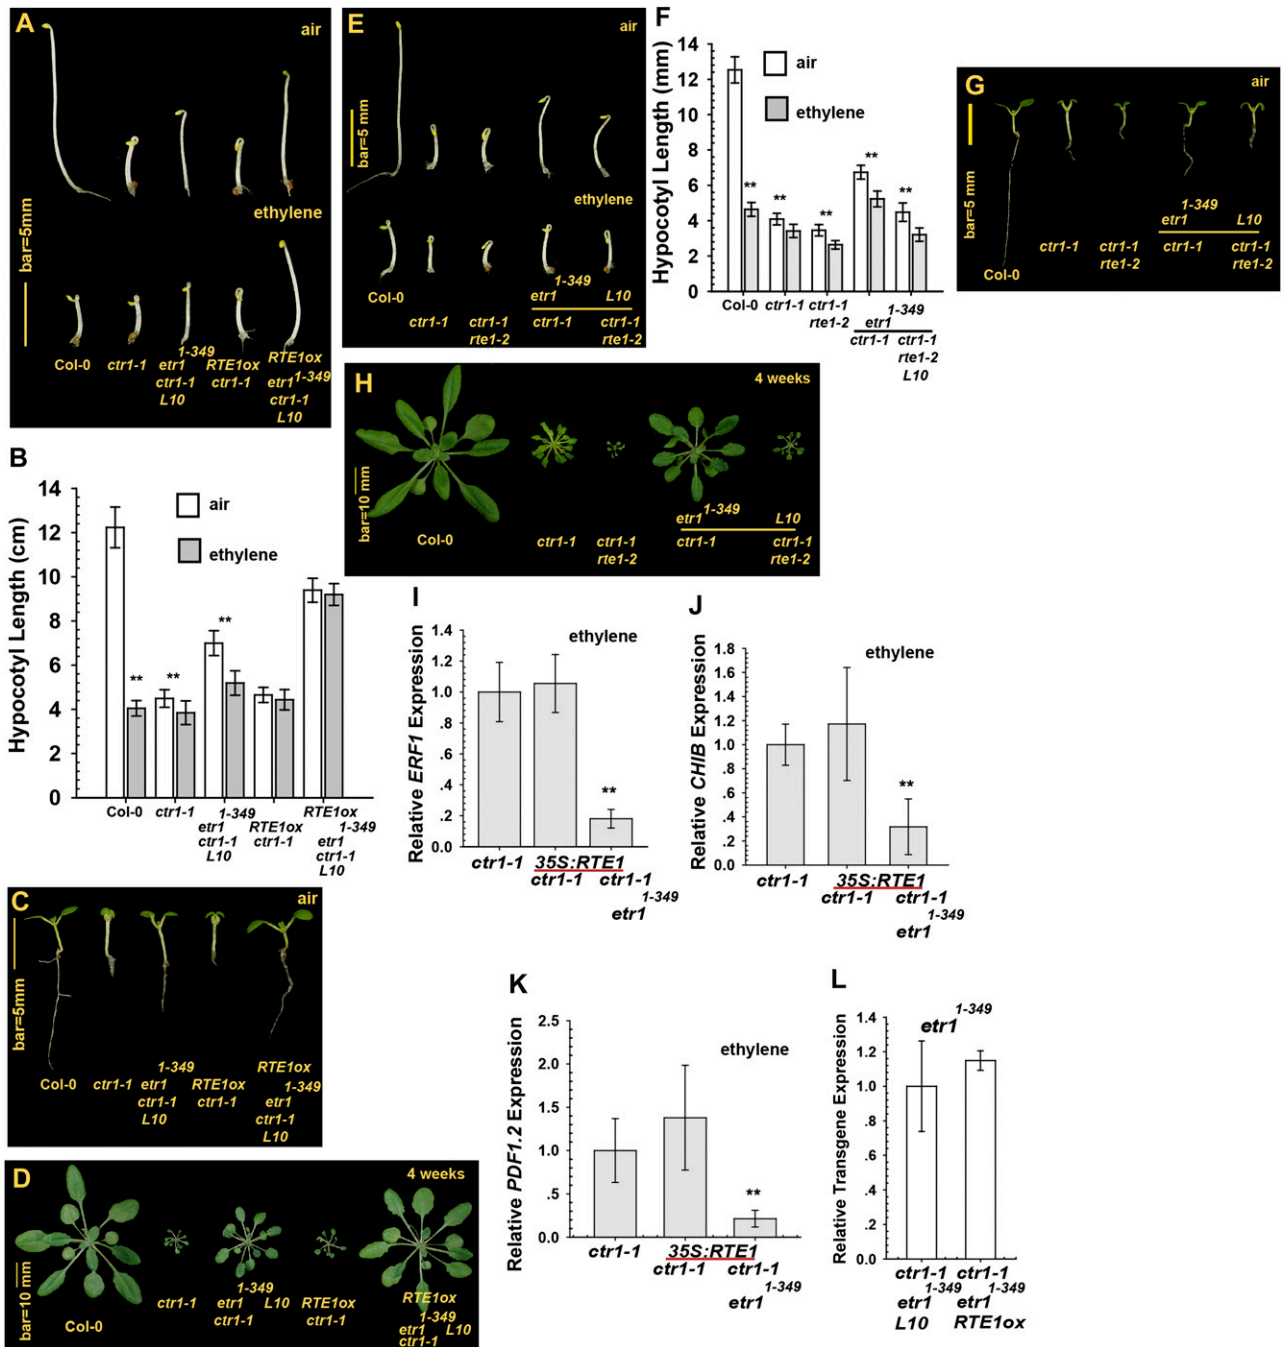 A
air
ethylene
bar=5mm
Col-0
ctr1-1
1-349
etr1
ctr1-1
L10
RTE1ox
ctr1-1
RTE1ox
etr1 1-349
ctr1-1
L10
B
Hypocotyl Length (cm)
14
12
10
8
6
4
2
0
air
ethylene
**
**
**
Col-0
ctr1-1
1-349
etr1
ctr1-1
L10
RTE1ox
ctr1-1
RTE1ox
1-349
etr1
ctr1-1
L10
C
air
bar=5mm
Col-0
ctr1-1
1-349
etr1
ctr1-1
L10
RTE1ox
ctr1-1
RTE1ox
1-349
etr1
ctr1-1
L10
D
4 weeks
bar=10 mm
Col-0
ctr1-1
1-349
etr1 L10
ctr1-1
RTE1ox
ctr1-1
RTE1ox
1-349
etr1 L10
ctr1-1
E
air
bar=5 mm
ethylene
Col-0
ctr1-1
ctr1-1
rte1-2
1-349
etr1 L10
ctr1-1
ctr1-1
rte1-2
F
Hypocotyl Length (mm)
14
12
10
8
6
4
2
0
air
ethylene
**
**
**
**
**
Col-0
ctr1-1
ctr1-1
rte1-2
1-349
etr1
ctr1-1
ctr1-1
rte1-2
L10
G
air
bar=5 mm
Col-0
ctr1-1
ctr1-1
rte1-2
1-349
etr1 L10
ctr1-1
ctr1-1
rte1-2
H
4 weeks
bar=10 mm
Col-0
ctr1-1
ctr1-1
rte1-2
1-349
etr1 L10
ctr1-1
ctr1-1
rte1-2
I
Relative ERF1 Expression
ethylene
1.4
1.2
1.0
.8
.6
.4
.2
0.0
**
ctr1-1
35S:RTE1
ctr1-1 ctr1-1
1-349
etr1
J
Relative CHIB Expression
ethylene
1.8
1.6
1.4
1.2
1.0
.8
.6
.4
.2
0.0
**
ctr1-1
35S:RTE1
ctr1-1 ctr1-1
1-349
etr1
K
Relative PDF1.2 Expression
ethylene
2.5
2.0
1.5
1.0
.5
0.0
**
ctr1-1
35S:RTE1
ctr1-1 ctr1-1
1-349
etr1
L
Relative Transgene Expression
1-349
etr1
1.4
1.2
1.0
.8
.6
.4
.2
0.0
ctr1-1 ctr1-1
1-349 1-349
etr1 etr1
L10 RTE1ox